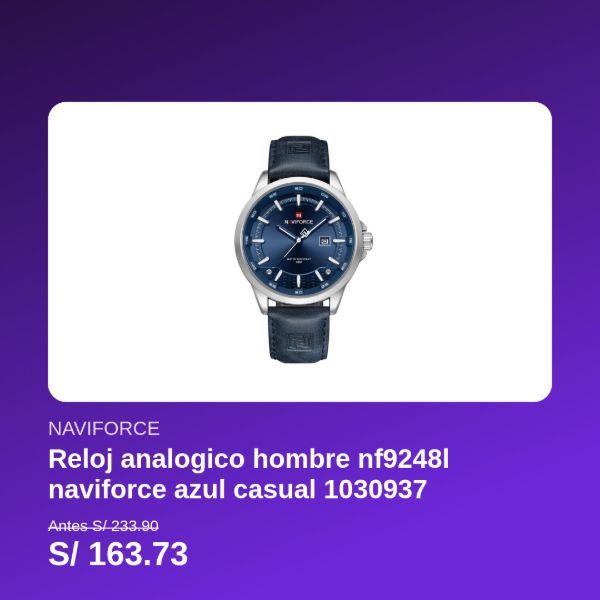 NAVIFORCE
NAVIFORCE
Reloj analogico hombre nf9248l
naviforce azul casual 1030937
Antes S/ 233.90
S/ 163.73